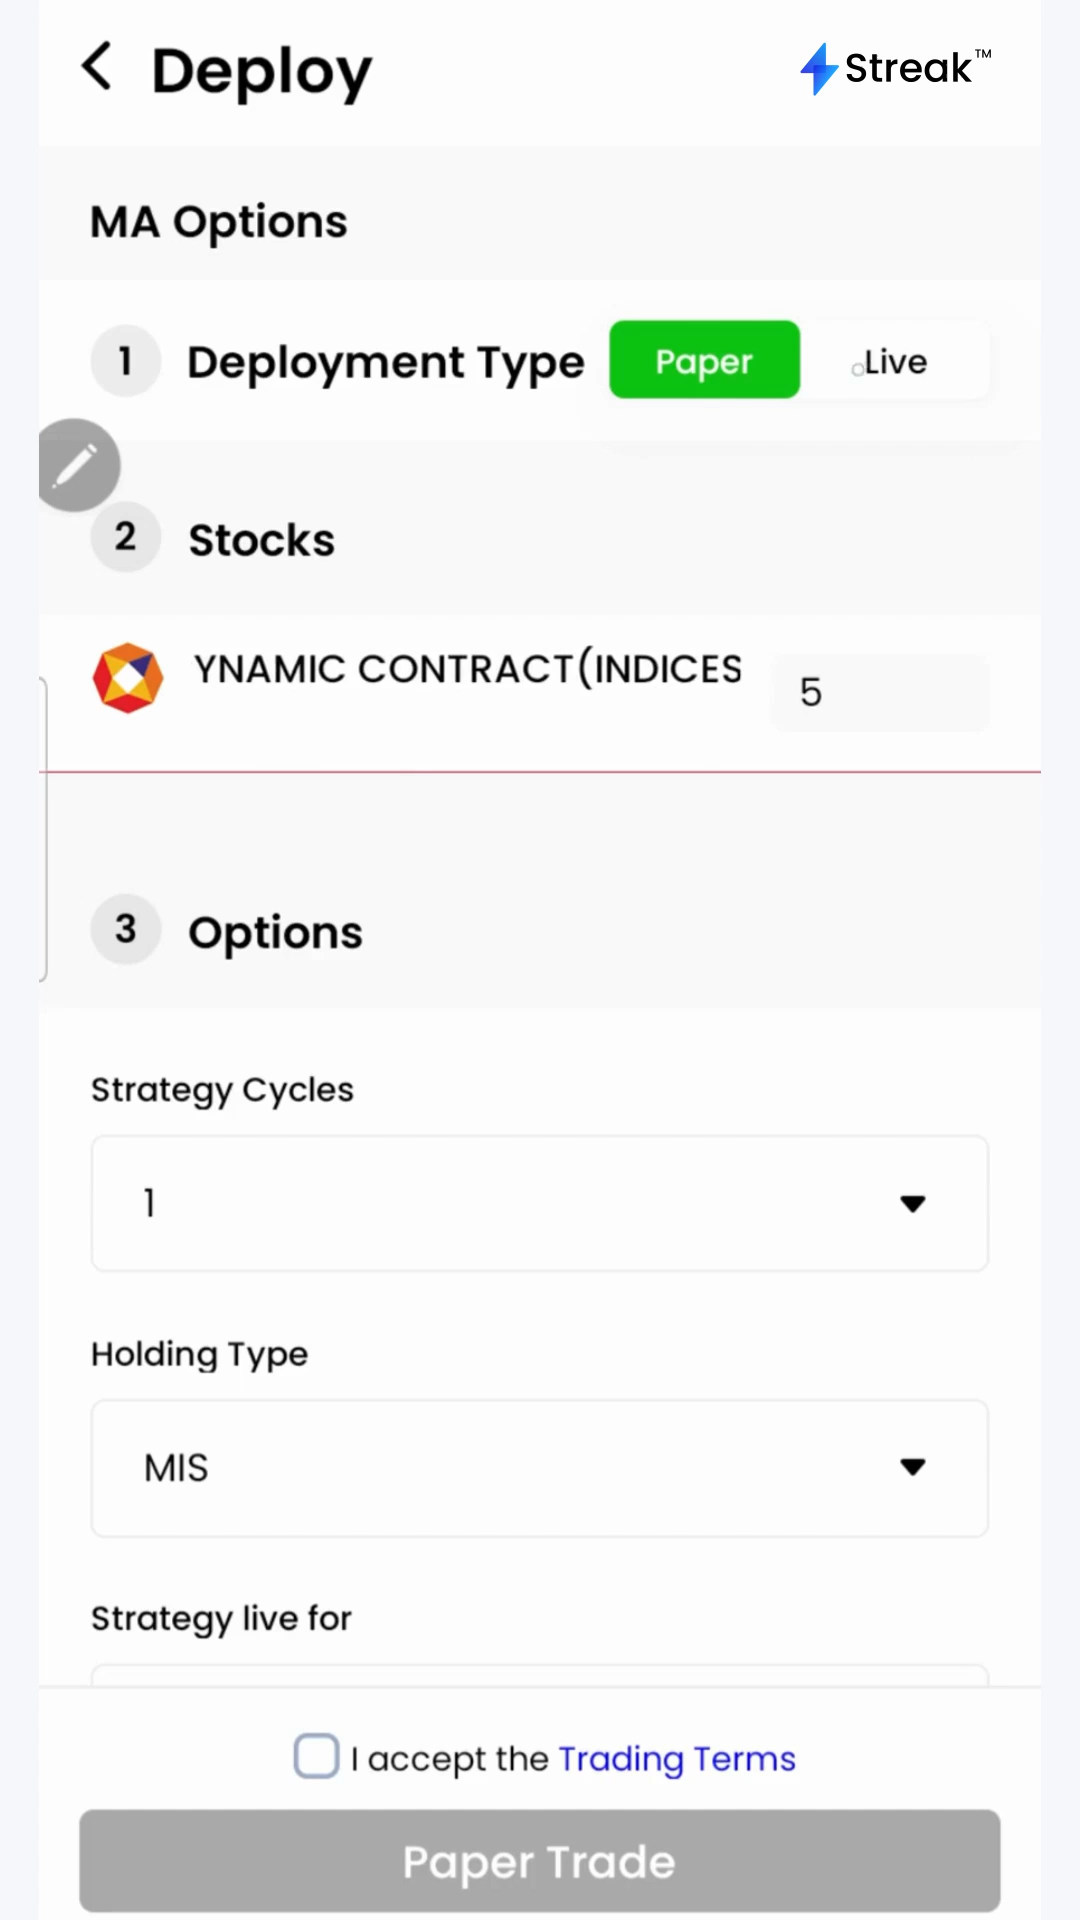 Deploy
Streak™
MA Options
1 Deployment Type Paper Live
2 Stocks
YNAMIC CONTRACT(INDICES 5
3 Options
Strategy Cycles
1
Holding Type
MIS
Strategy live for
I accept the Trading Terms
Paper Trade